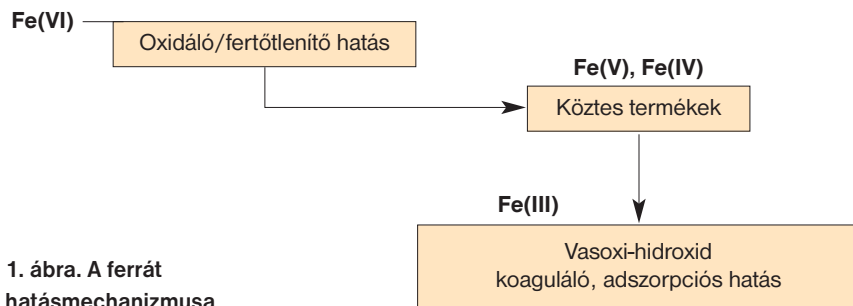 Fe(VI)
Oxidáló/fertőtlenítő hatás
Fe(V), Fe(IV)
Köztes termékek
Fe(III)
Vasoxi-hidroxid
koaguláló, adszorpciós hatás
1. ábra. A ferrát
hatásmechanizmusa